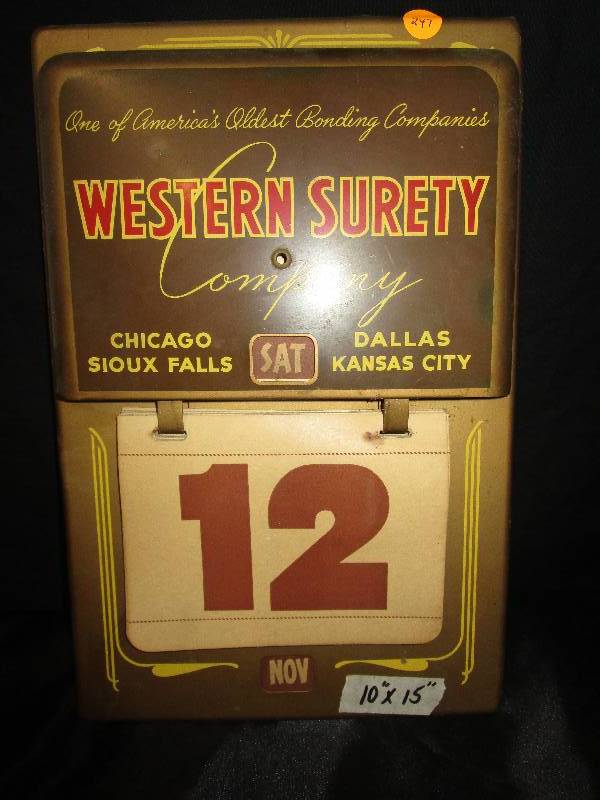 247
One of America's Oldest Bonding Companies
WESTERN SURETY
Company
CHICAGO DALLAS
SIOUX FALLS SAT KANSAS CITY
12
NOV
10" X 15"